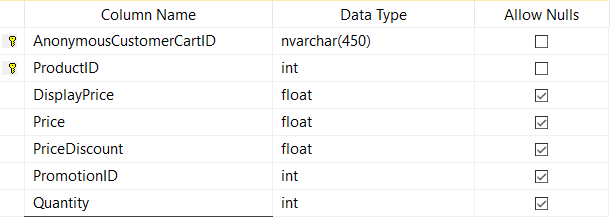 Column Name Data Type Allow Nulls
AnonymousCustomerCartID nvarchar(450)
ProductID int
DisplayPrice float
Price float
PriceDiscount float
PromotionID int
Quantity int